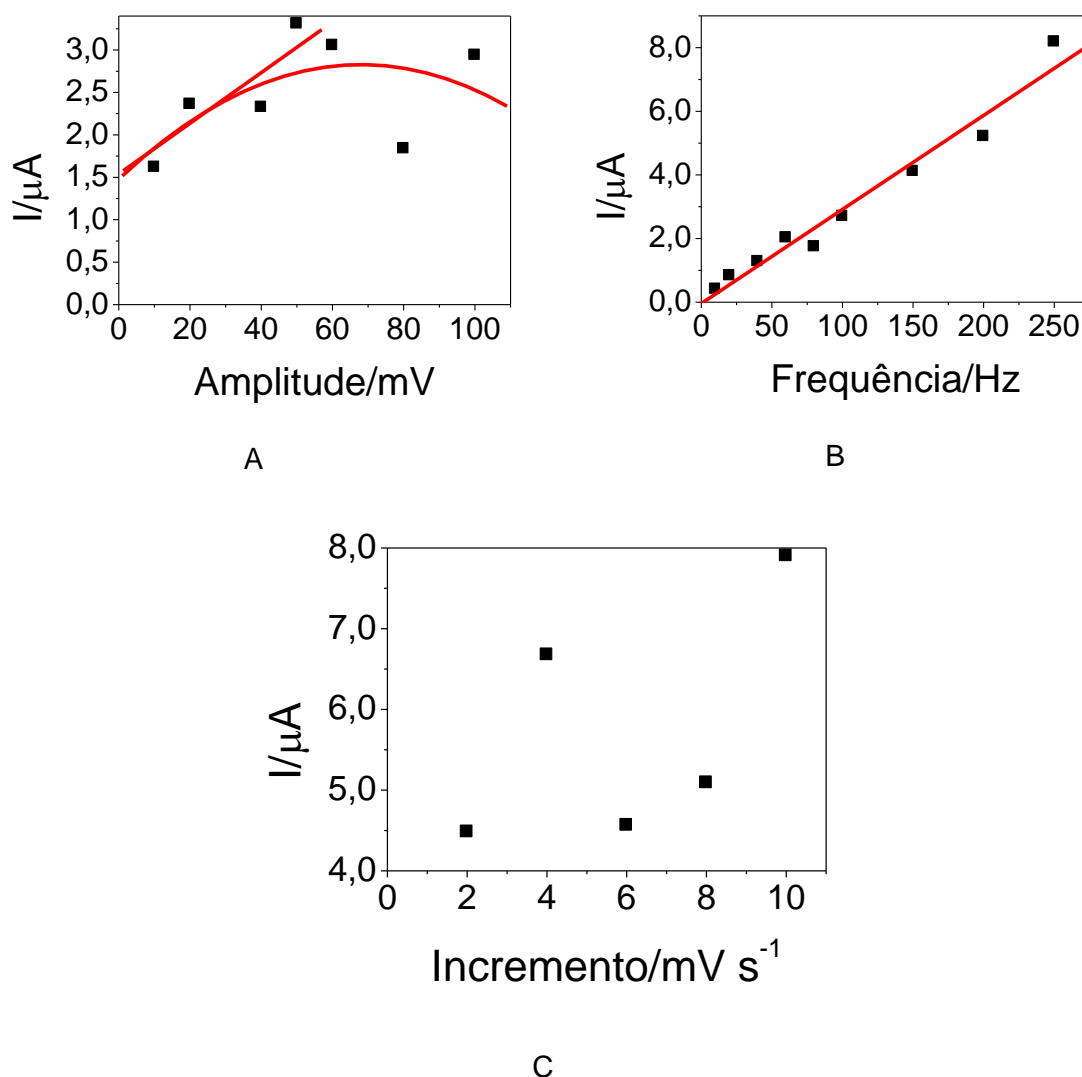 3,0
2,5
2,0
1,5
1,0
0,5
0,0
I/μA
0 20 40 60 80 100
Amplitude/mV
A
8,0
6,0
4,0
2,0
0,0
I/μA
0 50 100 150 200 250
Frequência/Hz
B
8,0
7,0
6,0
5,0
4,0
I/μA
0 2 4 6 8 10
Incremento/mV s⁻¹
C